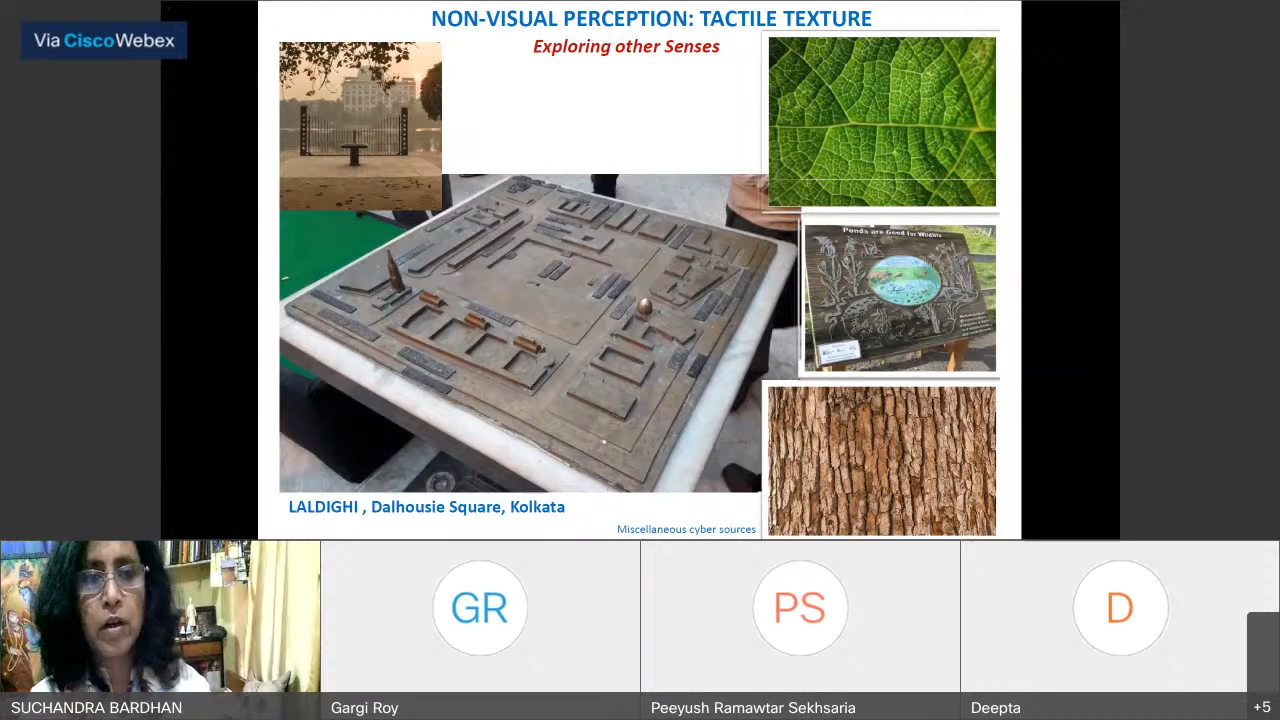 Via CiscoWebex
NON-VISUAL PERCEPTION: TACTILE TEXTURE
Exploring other Senses
Ponds are Good for Wildlife
LALDIGHI , Dalhousie Square, Kolkata
Miscellaneous cyber sources
GR
PS
D
SUCHANDRA BARDHAN
Gargi Roy
Peeyush Ramawtar Sekhsaria
Deepta
+5